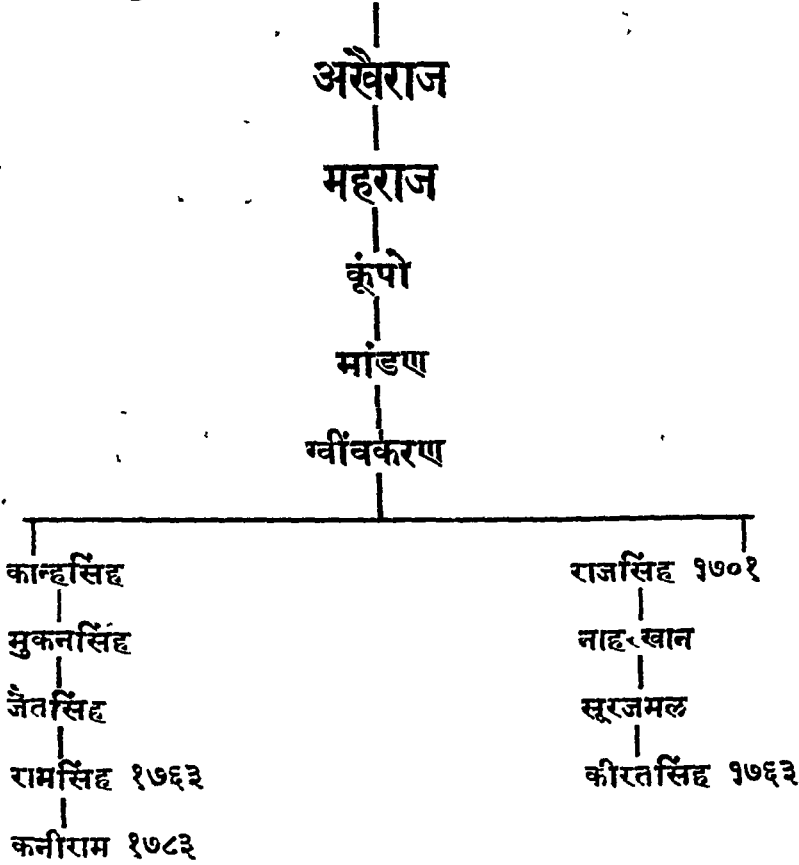 अखैराज
महराज
कूंपो
मांडण
ग्वींवकरण
कान्हसिंह राजसिंह १७०१
मुकनसिंह नाहरखान
जैतसिंह सूरजमल
रामसिंह १७६३ कीरतसिंह १७६३
कनीराम १७८३